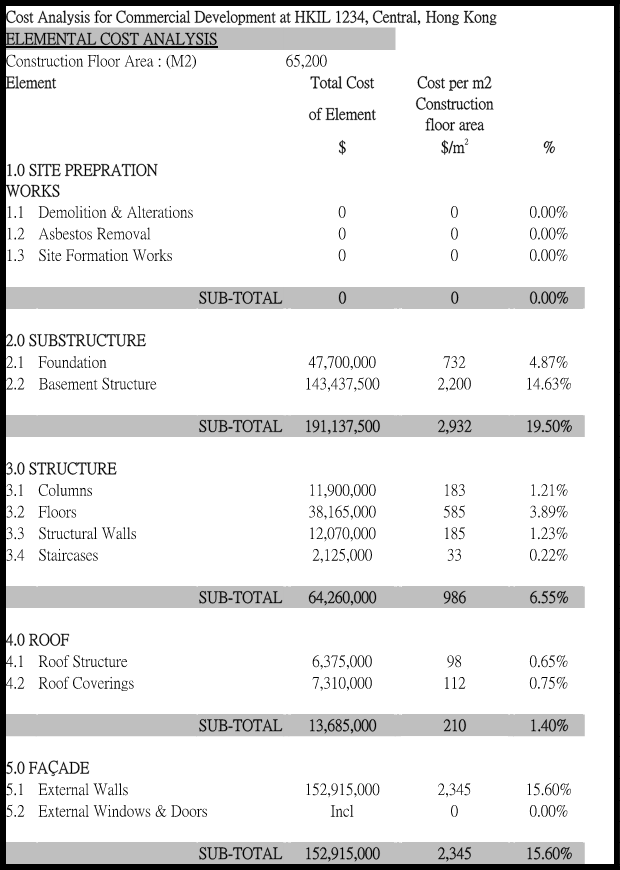 Cost Analysis for Commercial Development at HKIL 1234, Central, Hong Kong
ELEMENTAL COST ANALYSIS
Construction Floor Area : (M2) 65,200
Element Total Cost Cost per m2
of Element Construction
floor area
$ $/m² %
1.0 SITE PREPRATION
WORKS
1.1 Demolition & Alterations 0 0 0.00%
1.2 Asbestos Removal 0 0 0.00%
1.3 Site Formation Works 0 0 0.00%
SUB-TOTAL 0 0 0.00%
2.0 SUBSTRUCTURE
2.1 Foundation 47,700,000 732 4.87%
2.2 Basement Structure 143,437,500 2,200 14.63%
SUB-TOTAL 191,137,500 2,932 19.50%
3.0 STRUCTURE
3.1 Columns 11,900,000 183 1.21%
3.2 Floors 38,165,000 585 3.89%
3.3 Structural Walls 12,070,000 185 1.23%
3.4 Staircases 2,125,000 33 0.22%
SUB-TOTAL 64,260,000 986 6.55%
4.0 ROOF
4.1 Roof Structure 6,375,000 98 0.65%
4.2 Roof Coverings 7,310,000 112 0.75%
SUB-TOTAL 13,685,000 210 1.40%
5.0 FAÇADE
5.1 External Walls 152,915,000 2,345 15.60%
5.2 External Windows & Doors Incl 0 0.00%
SUB-TOTAL 152,915,000 2,345 15.60%